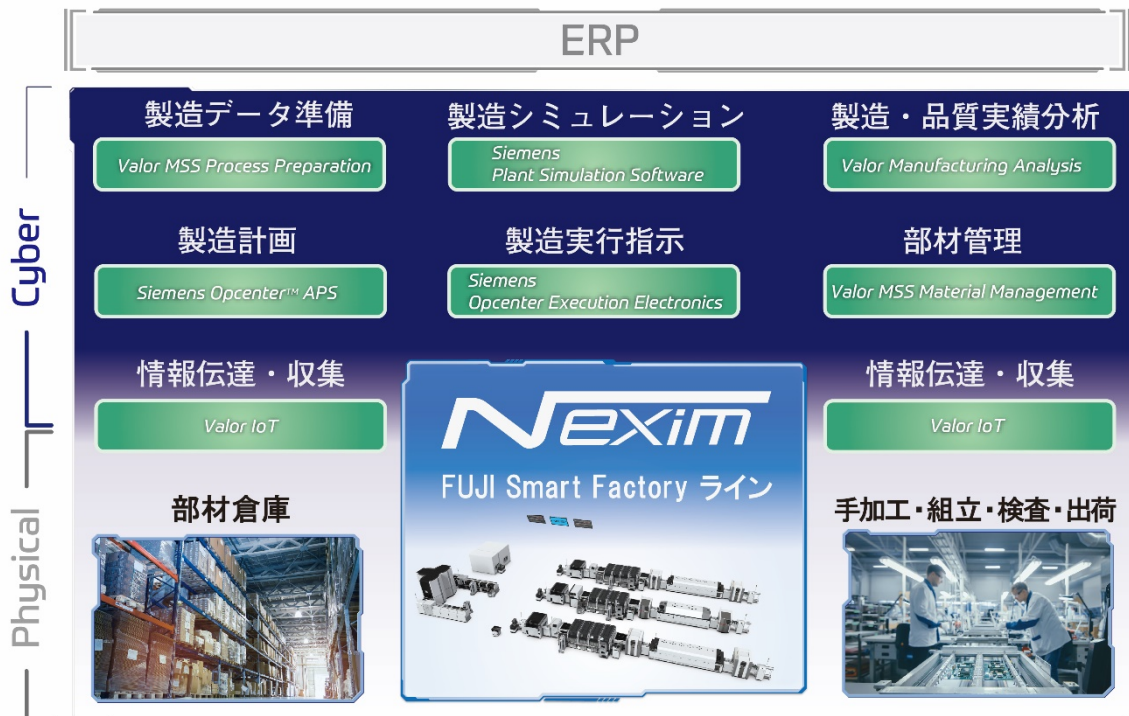 ERP
Cyber
Physical
製造データ準備
Valor MSS Process Preparation
製造シミュレーション
Siemens
Plant Simulation Software
製造・品質実績分析
Valor Manufacturing Analysis
製造計画
Siemens Opcenter™ APS
製造実行指示
Siemens
Opcenter Execution Electronics
部材管理
Valor MSS Material Management
情報伝達・収集
Valor IoT
Nexim
FUJI Smart Factory ライン
情報伝達・収集
Valor IoT
部材倉庫
手加工・組立・検査・出荷